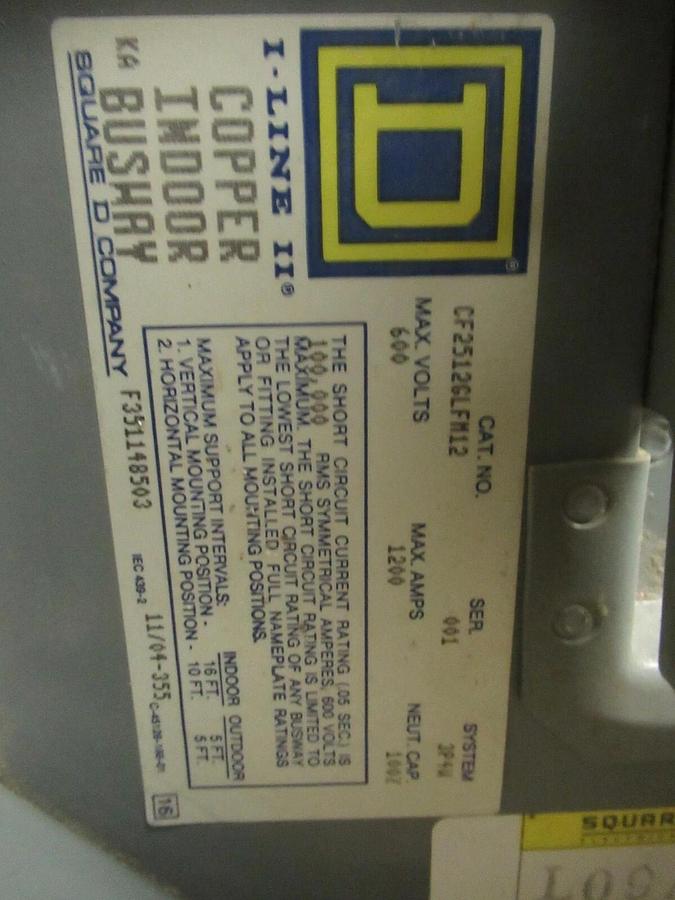 D
®
I-LINE II®
COPPER
INDOOR
BUSWAY
KA
SQUARE D COMPANY
CAT. NO. SER. SYSTEM
CF2512GLFM12 001 3P4W
MAX. VOLTS MAX. AMPS NEUT. CAP.
600 1200 100%
THE SHORT CIRCUIT CURRENT RATING (.05 SEC.) IS
100,000 RMS SYMMETRICAL AMPERES, 600 VOLTS
MAXIMUM. THE SHORT CIRCUIT RATING IS LIMITED TO
THE LOWEST SHORT CIRCUIT RATING OF ANY BUSWAY
OR FITTING INSTALLED. FULL NAMEPLATE RATINGS
APPLY TO ALL MOUNTING POSITIONS.
MAXIMUM SUPPORT INTERVALS: INDOOR OUTDOOR
1. VERTICAL MOUNTING POSITION - 16 FT. 5 FT.
2. HORIZONTAL MOUNTING POSITION - 10 FT. 5 FT.
F351148503 IEC 439-2 11/04-355 16
SQUAR